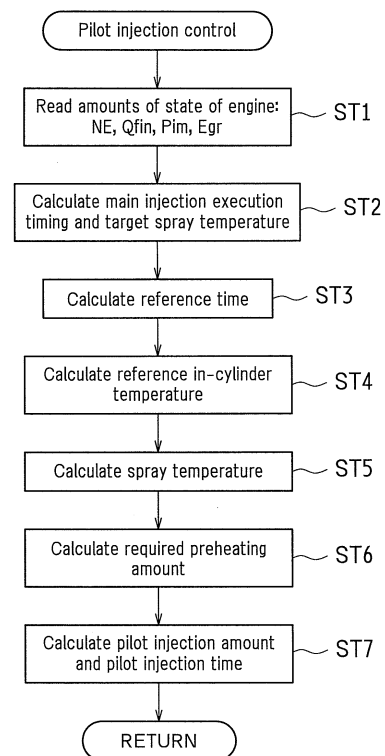 Pilot injection control
Read amounts of state of engine:
NE, Qfin, Pim, Egr
ST1
Calculate main injection execution
timing and target spray temperature
ST2
Calculate reference time
ST3
Calculate reference in-cylinder
temperature
ST4
Calculate spray temperature
ST5
Calculate required preheating
amount
ST6
Calculate pilot injection amount
and pilot injection time
ST7
RETURN